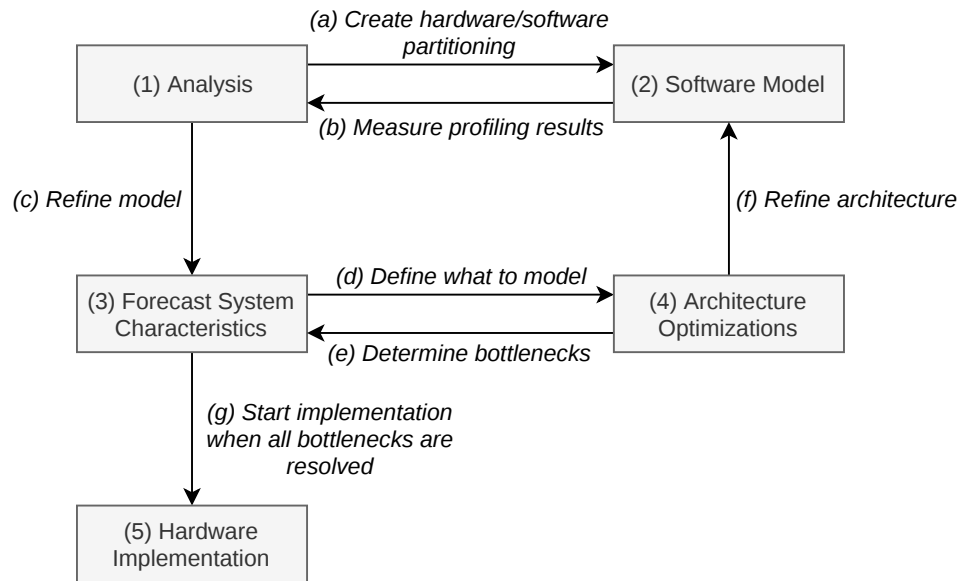 (a) Create hardware/software
partitioning
(1) Analysis
(2) Software Model
(b) Measure profiling results
(c) Refine model
(f) Refine architecture
(d) Define what to model
(3) Forecast System
Characteristics
(4) Architecture
Optimizations
(e) Determine bottlenecks
(g) Start implementation
when all bottlenecks are
resolved
(5) Hardware
Implementation